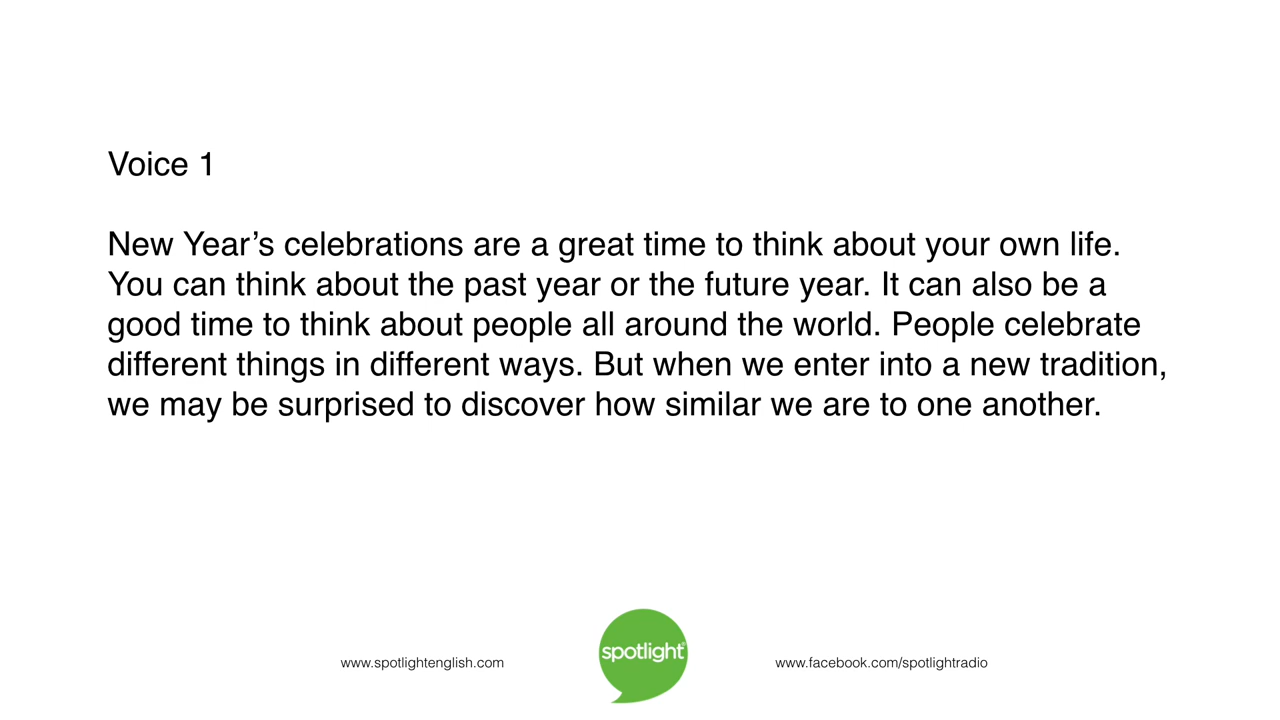 Voice 1
New Year’s celebrations are a great time to think about your own life.
You can think about the past year or the future year. It can also be a
good time to think about people all around the world. People celebrate
different things in different ways. But when we enter into a new tradition,
we may be surprised to discover how similar we are to one another.
www.spotlightenglish.com
spotlight®
www.facebook.com/spotlightradio